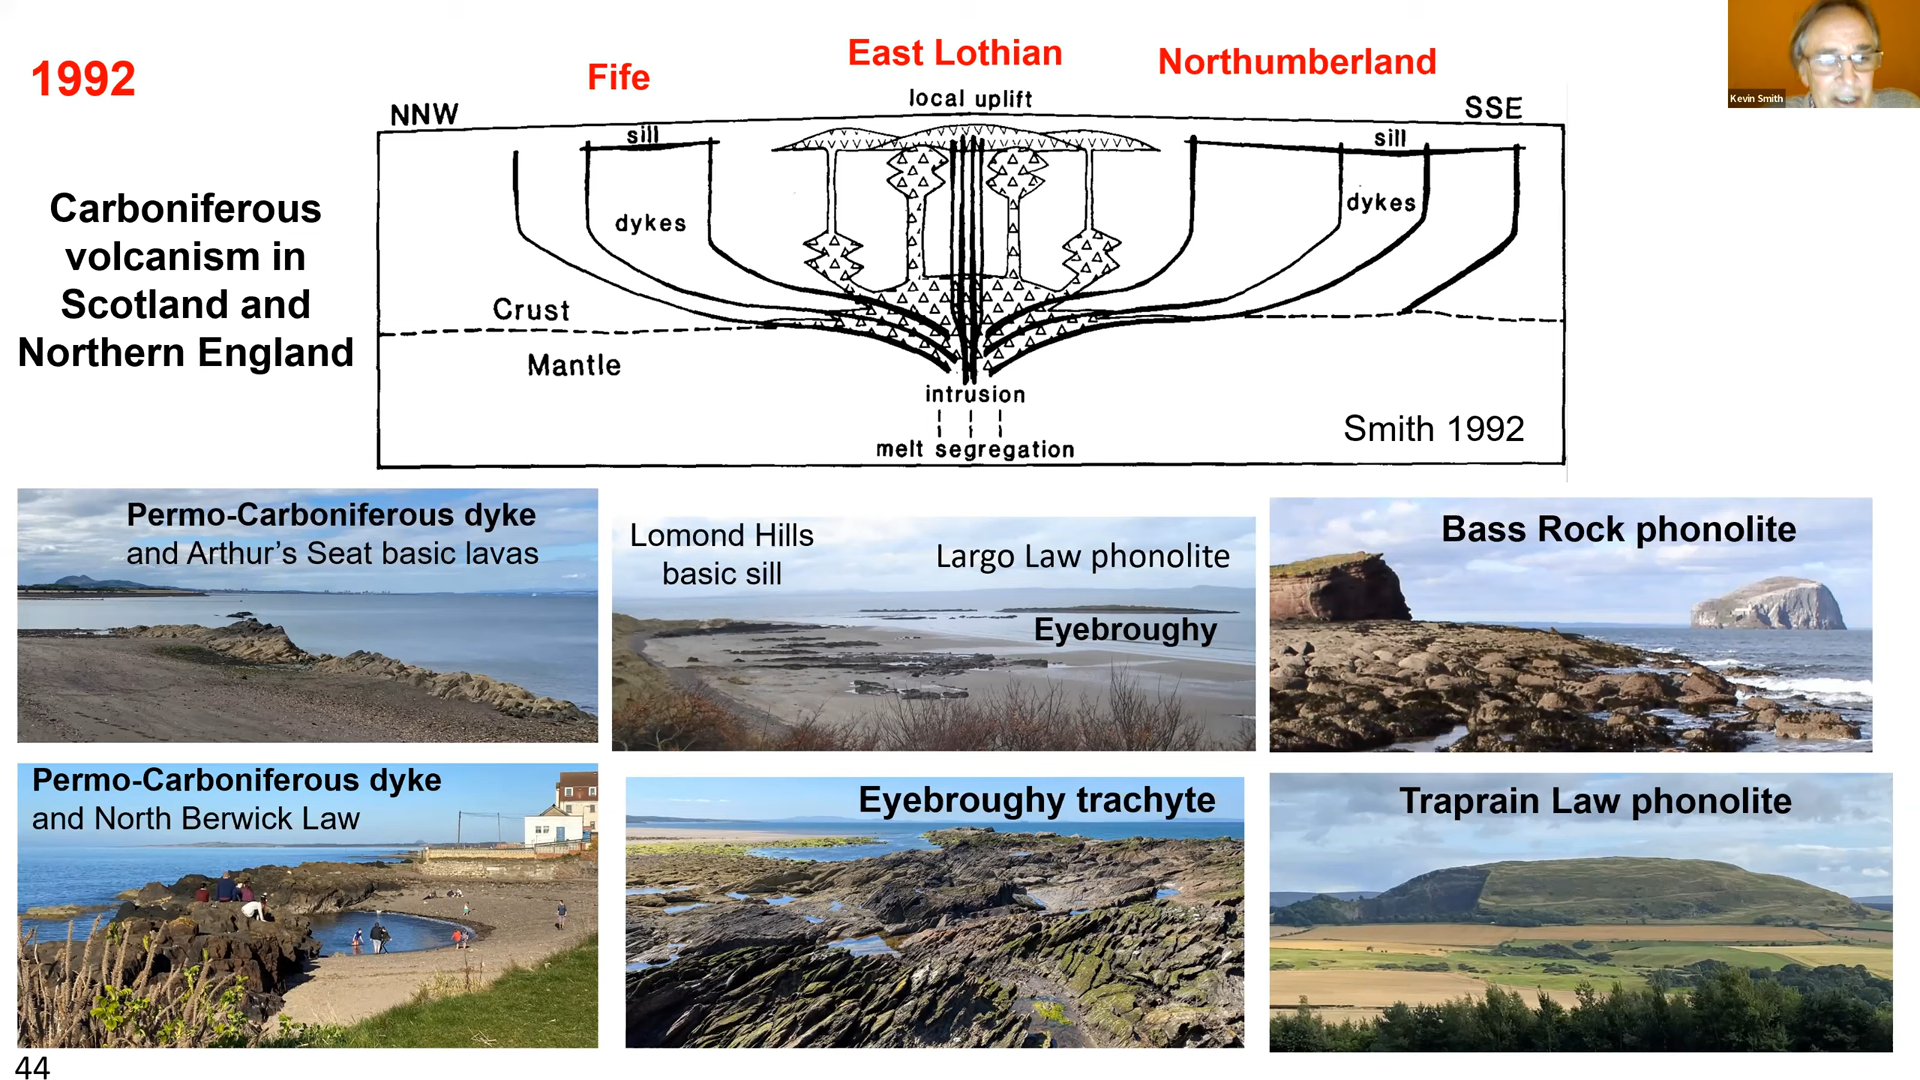 1992
Carboniferous
volcanism in
Scotland and
Northern England
Fife
East Lothian
Northumberland
NNW
local uplift
SSE
sill
sill
dykes
dykes
Crust
Mantle
intrusion
melt segregation
Smith 1992
Kevin Smith
Permo-Carboniferous dyke
and Arthur’s Seat basic lavas
Lomond Hills
basic sill
Largo Law phonolite
Eyebroughy
Bass Rock phonolite
Permo-Carboniferous dyke
and North Berwick Law
Eyebroughy trachyte
Traprain Law phonolite
44